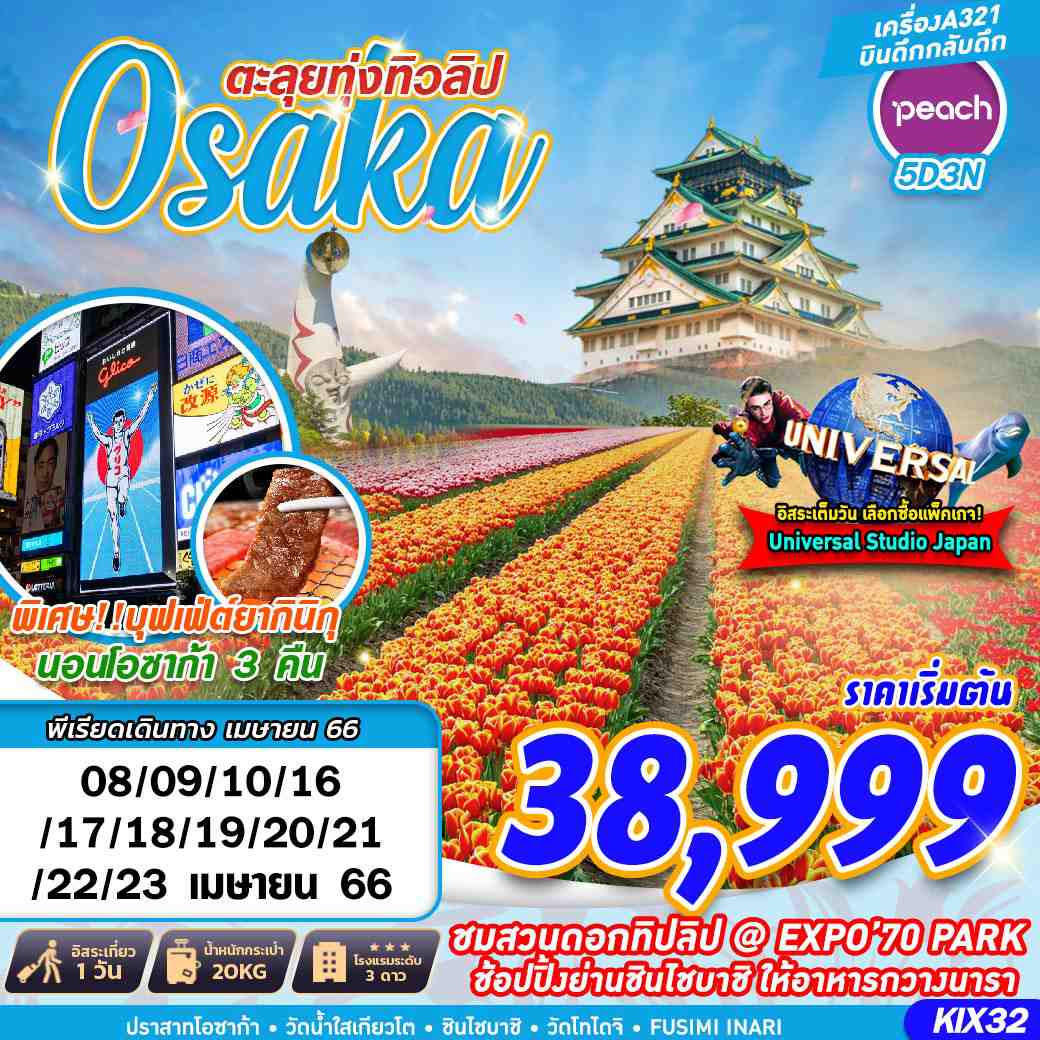 เครื่องA321
บินดึกกลับดึก
peach
5D3N
ตะลุยทุ่งทิวลิป
Osaka
glico
グリコ
かぜに
改源
LOTTERIA
UNIVERSAL
อิสระเต็มวัน เลือกซื้อแพ็คเกจ!
Universal Studio Japan
พิเศษ!!บุฟเฟ่ต์ยากินิกุ
นอนโอซาก้า 3 คืน
พีเรียดเดินทาง เมษายน 66
08/09/10/16
/17/18/19/20/21
/22/23 เมษายน 66
ราคาเริ่มต้น
38,999
อิสระเที่ยว
1 วัน
น้ำหนักกระเป๋า
20KG
โรงแรมระดับ
3 ดาว
ชมสวนดอกทิปลิป @ EXPO'70 PARK
ช้อปปิ้งย่านชินไซบาชิ ให้อาหารกวางนารา
ปราสาทโอซาก้า • วัดน้ำใสเกียวโต • ชินไซบาชิ • วัดโทไดจิ • FUSIMI INARI
KIX32